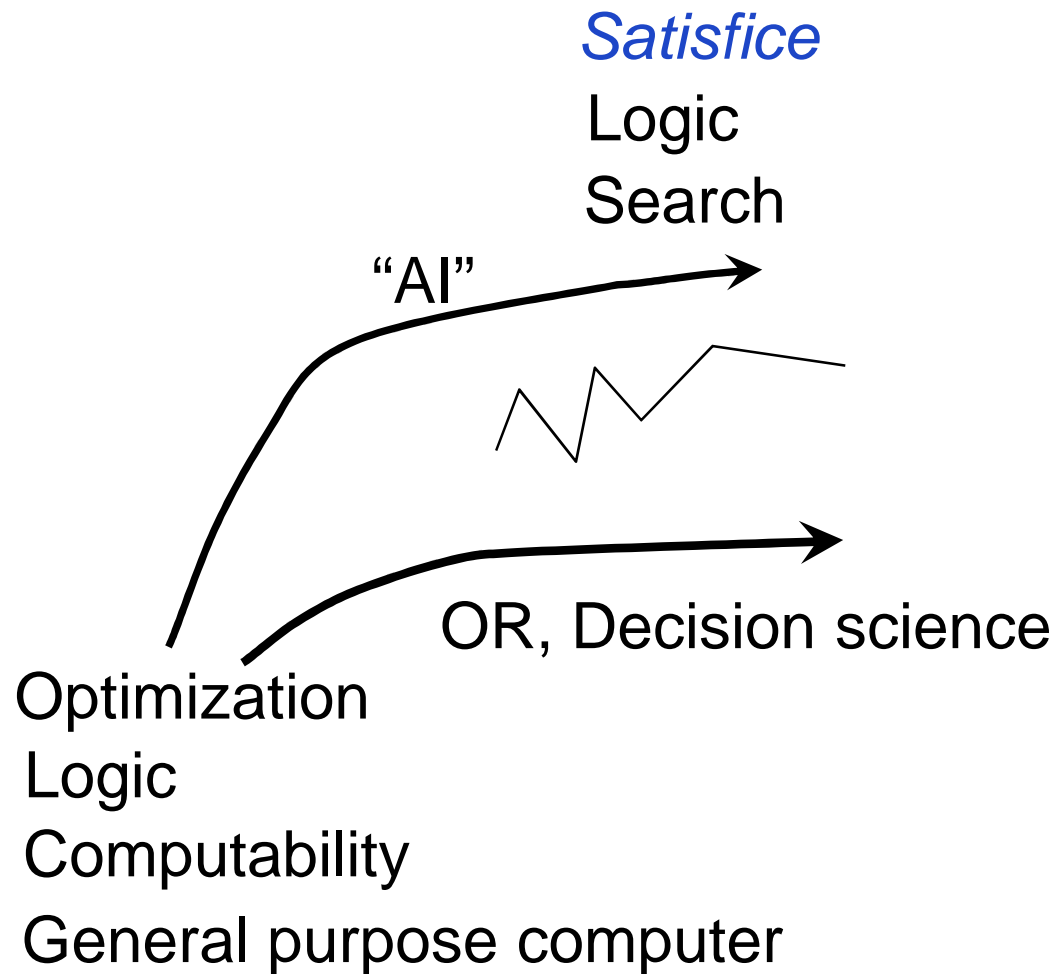 Satisfice
Logic
Search
“AI”
OR, Decision science
Optimization
Logic
Computability
General purpose computer